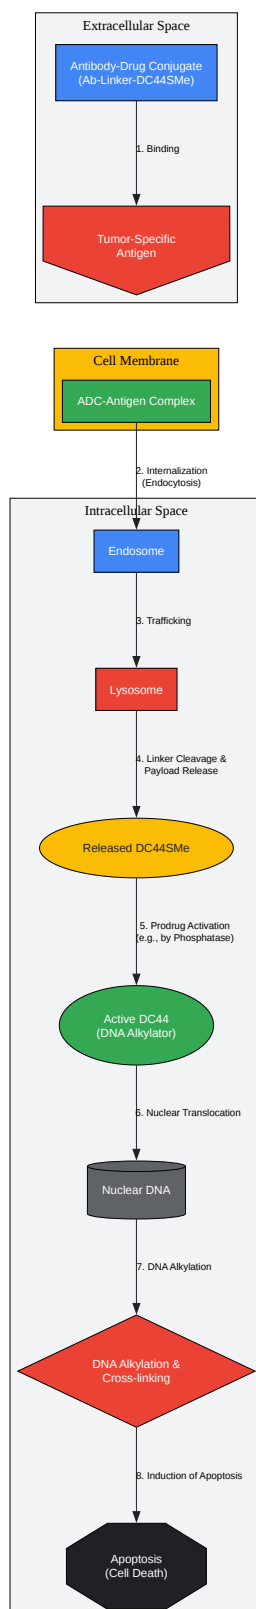 Extracellular Space
Antibody-Drug Conjugate
(Ab-Linker-DC44SMe)
1. Binding
Tumor-Specific
Antigen
Cell Membrane
ADC-Antigen Complex
2. Internalization
(Endocytosis)
Intracellular Space
Endosome
3. Trafficking
Lysosome
4. Linker Cleavage &
Payload Release
Released DC44SMe
5. Prodrug Activation
(e.g., by Phosphatase)
Active DC44
(DNA Alkylator)
6. Nuclear Translocation
Nuclear DNA
7. DNA Alkylation
DNA Alkylation &
Cross-linking
8. Induction of Apoptosis
Apoptosis
(Cell Death)